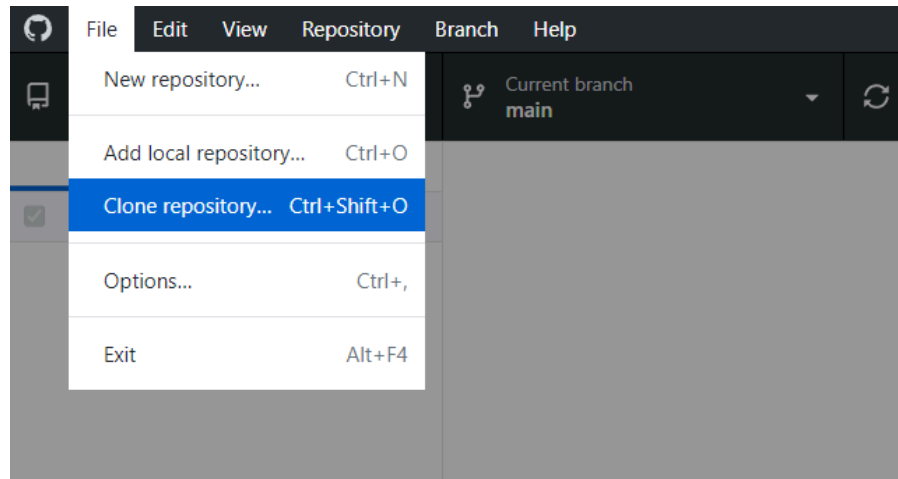 File Edit View Repository Branch Help
New repository... Ctrl+N
Current branch
main
Add local repository... Ctrl+O
Clone repository... Ctrl+Shift+O
Options... Ctrl+,
Exit Alt+F4